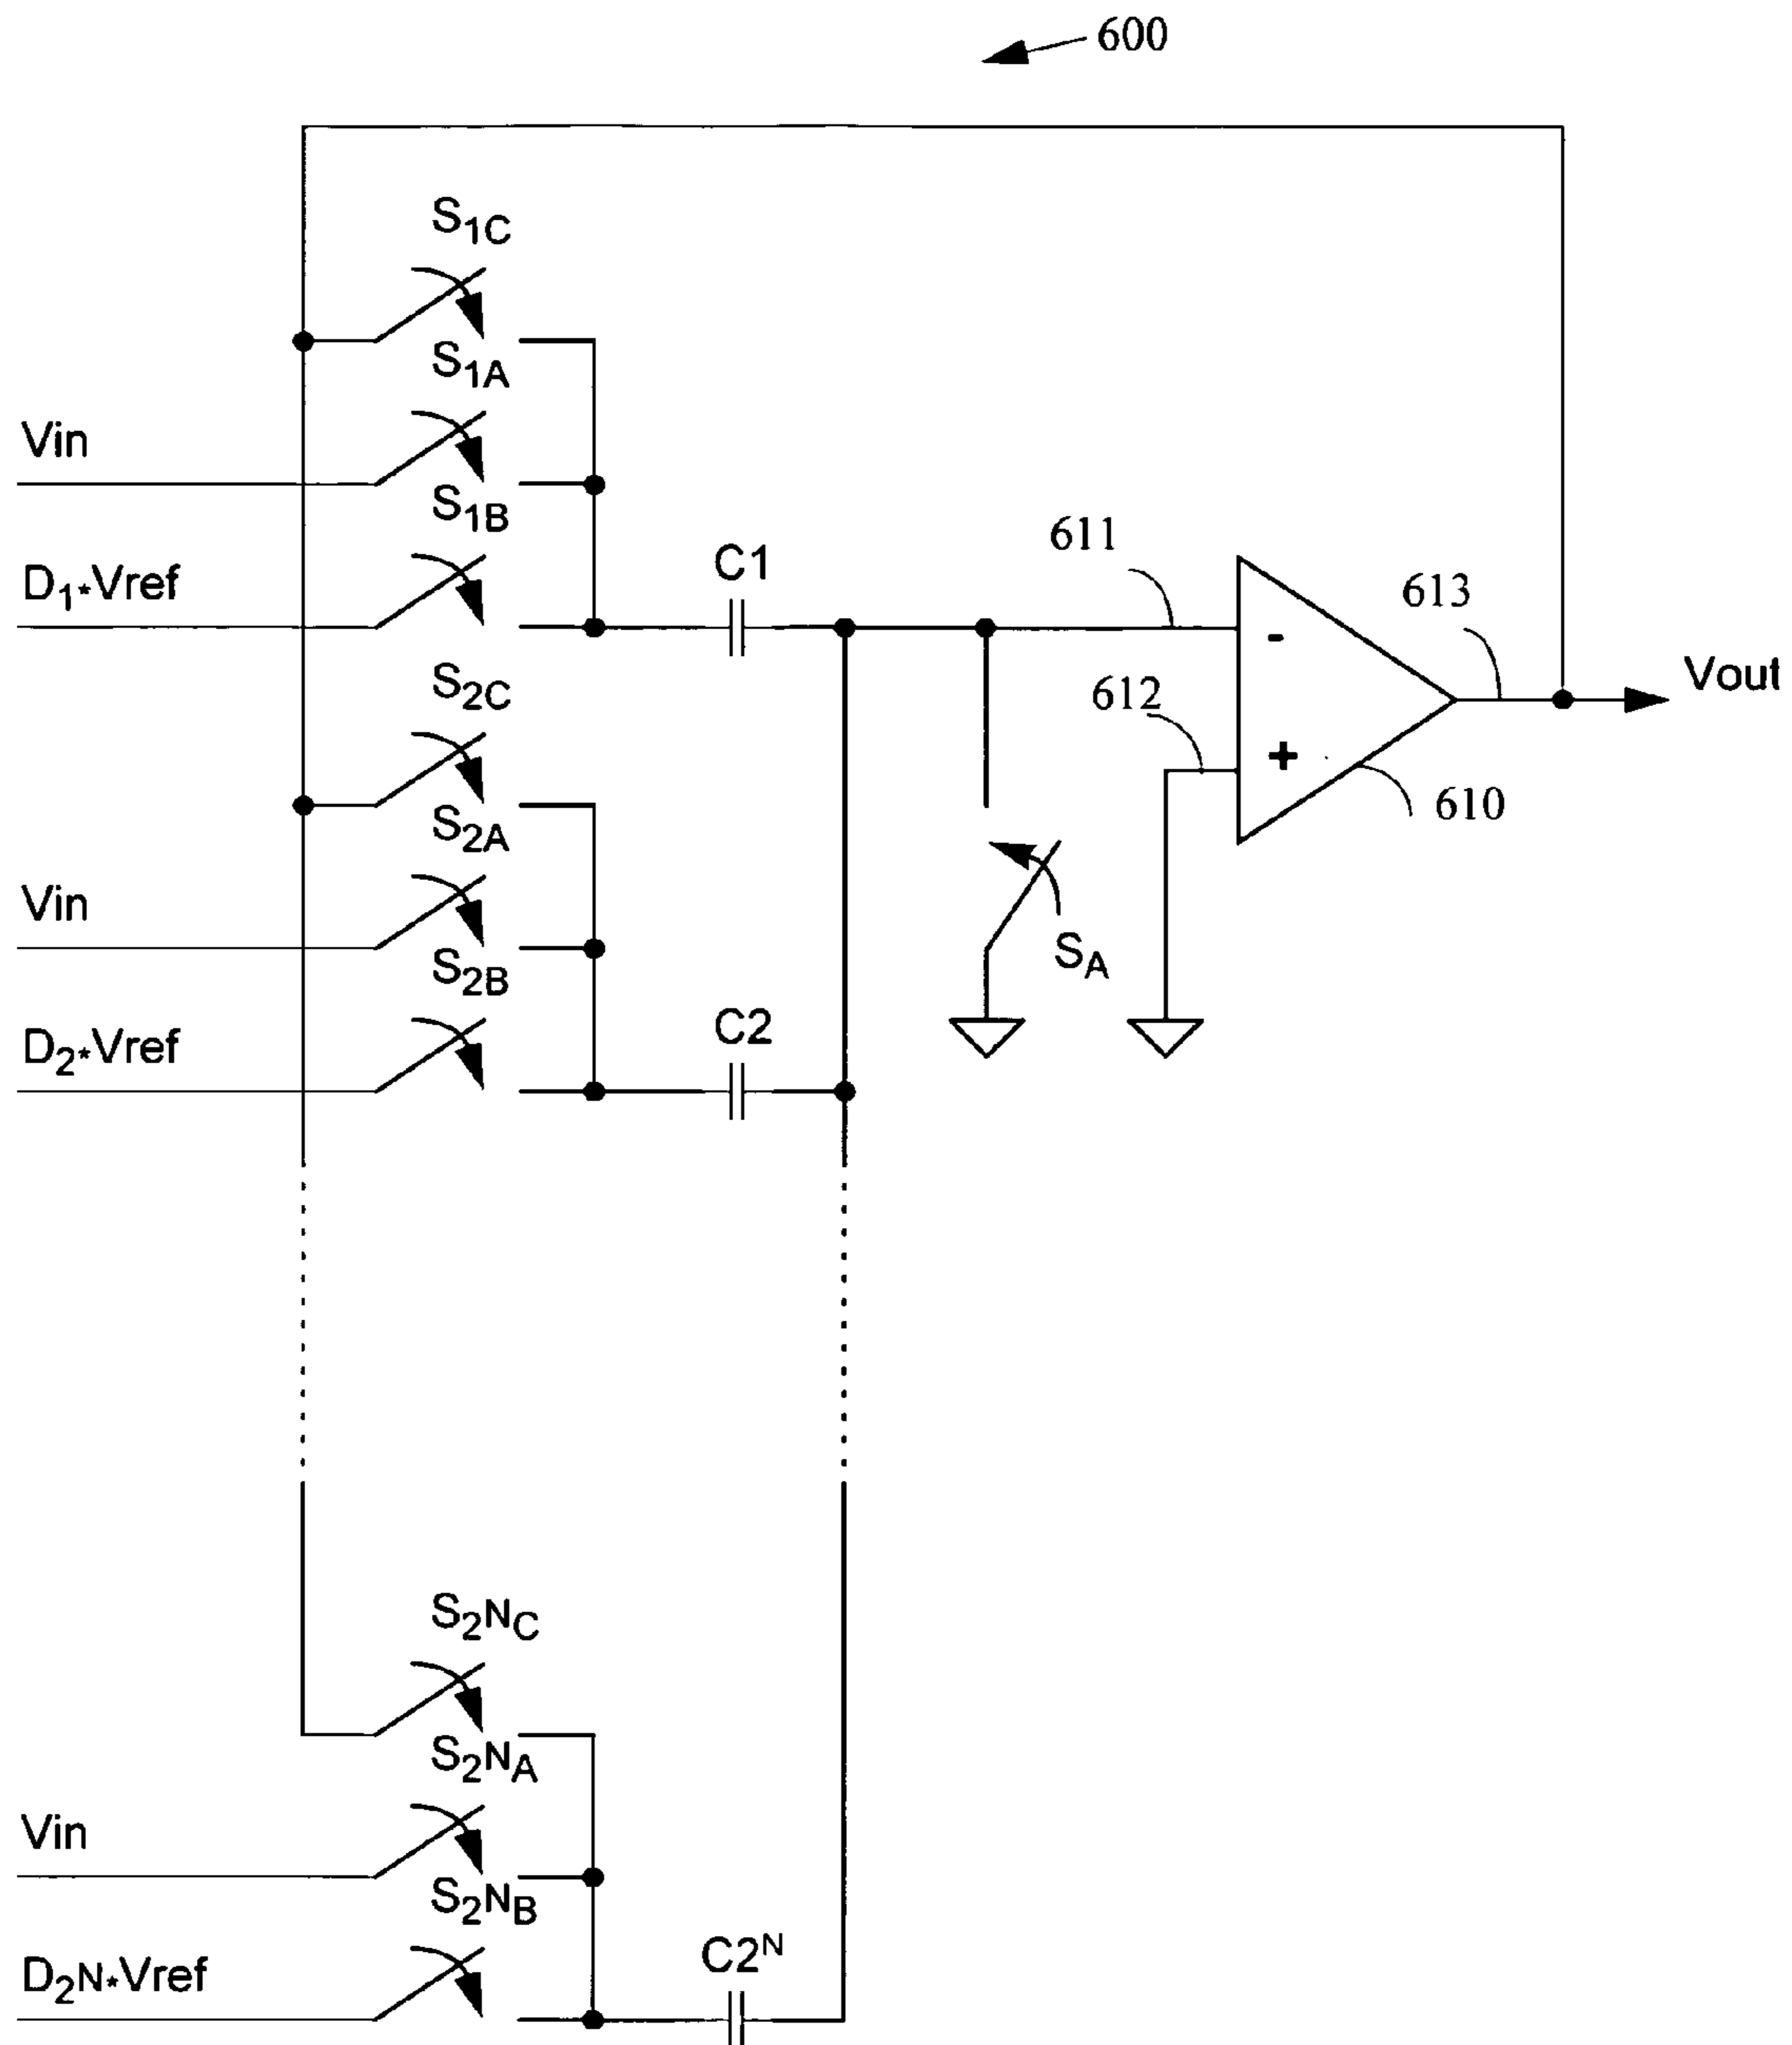 600
S1C
S1A
Vin
S1B
D1*Vref
C1
611
613
Vout
-
612
+
610
S2C
S2A
Vin
S2B
D2*Vref
C2
SA
S2NC
S2NA
Vin
S2NB
D2N*Vref
C2N